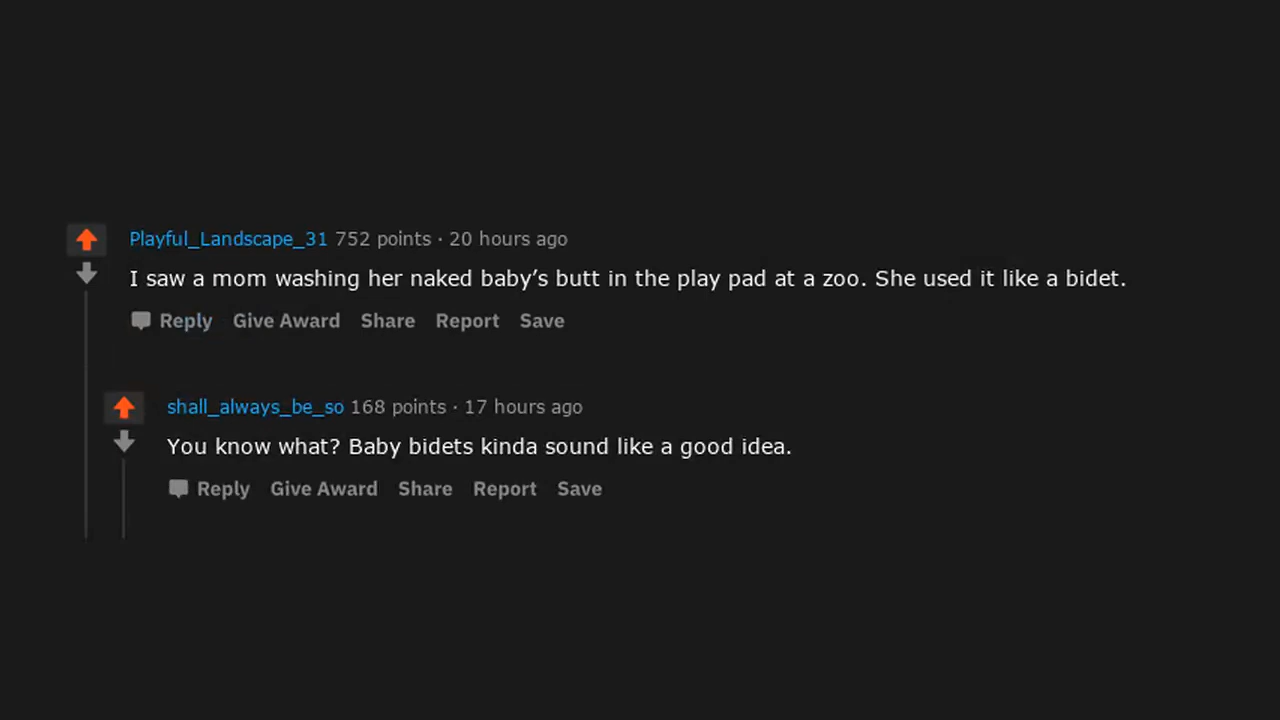 Playful_Landscape_31 752 points · 20 hours ago
I saw a mom washing her naked baby’s butt in the play pad at a zoo. She used it like a bidet.
Reply Give Award Share Report Save
shall_always_be_so 168 points · 17 hours ago
You know what? Baby bidets kinda sound like a good idea.
Reply Give Award Share Report Save